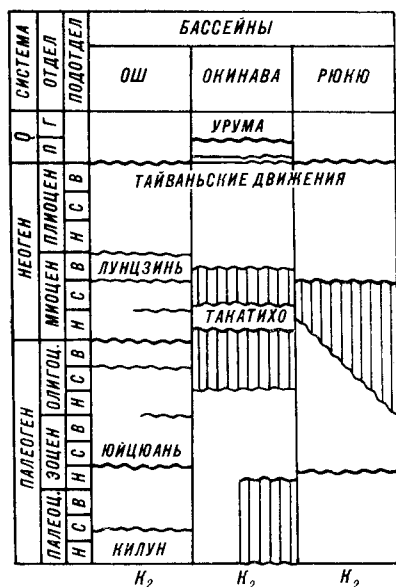 СИСТЕМА
ОТДЕЛ
ПОДОТДЕЛ
БАССЕЙНЫ
ОШ ОКИНАВА РЮКЮ
Q
Г
П
УРУМА
НЕОГЕН
ПЛИОЦЕН
В
С
Н
ТАЙВАНЬСКИЕ ДВИЖЕНИЯ
МИОЦЕН
В
С
Н
ЛУНЦЗИНЬ
ТАКАТИХО
ПАЛЕОГЕН
ОЛИГОЦ.
В
С
Н
ЭОЦЕН
В
С
Н
ЮЙЦЮАНЬ
ПАЛЕОЦ.
В
С
Н
КИЛУН
K₂ K₂ K₂